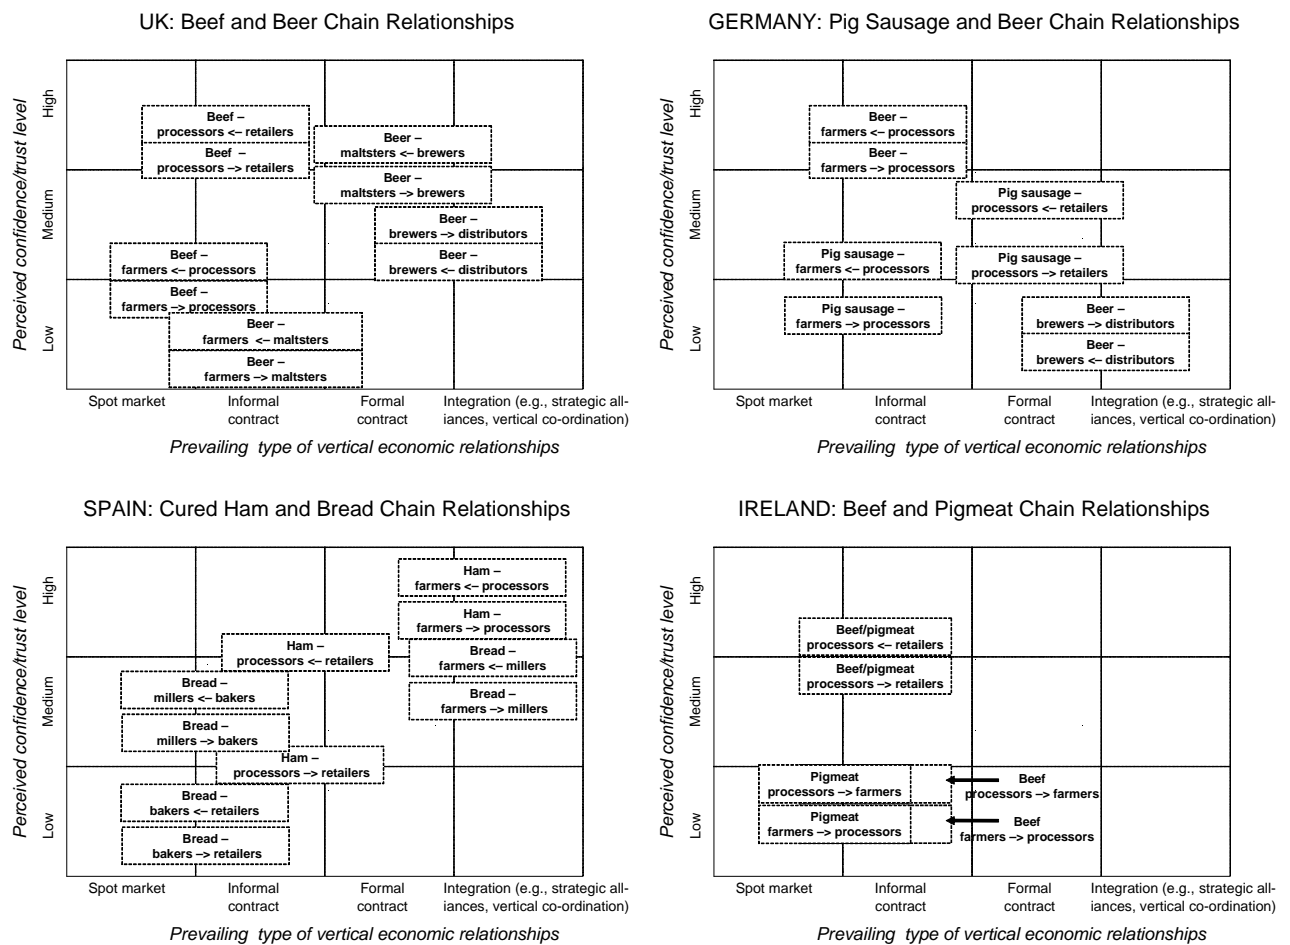 UK: Beef and Beer Chain Relationships
Perceived confidence/trust level
High
Medium
Low
Beef –
processors <– retailers
Beef –
processors –> retailers
Beer –
maltsters <– brewers
Beer –
maltsters –> brewers
Beer –
brewers –> distributors
Beer –
brewers <– distributors
Beef –
farmers <– processors
Beef –
farmers –> processors
Beer –
farmers <– maltsters
Beer –
farmers –> maltsters
Spot market
Informal
contract
Formal
contract
Integration (e.g., strategic all-
iances, vertical co-ordination)
Prevailing type of vertical economic relationships
GERMANY: Pig Sausage and Beer Chain Relationships
Perceived confidence/trust level
High
Medium
Low
Beer –
farmers <– processors
Beer –
farmers –> processors
Pig sausage –
processors <– retailers
Pig sausage –
farmers <– processors
Pig sausage –
processors –> retailers
Pig sausage –
farmers –> processors
Beer –
brewers –> distributors
Beer –
brewers <– distributors
Spot market
Informal
contract
Formal
contract
Integration (e.g., strategic all-
iances, vertical co-ordination)
Prevailing type of vertical economic relationships
SPAIN: Cured Ham and Bread Chain Relationships
Perceived confidence/trust level
High
Medium
Low
Ham –
farmers <– processors
Ham –
farmers –> processors
Ham –
processors <– retailers
Bread –
farmers <– millers
Bread –
millers <– bakers
Bread –
farmers –> millers
Bread –
millers –> bakers
Ham –
processors –> retailers
Bread –
bakers <– retailers
Bread –
bakers –> retailers
Spot market
Informal
contract
Formal
contract
Integration (e.g., strategic all-
iances, vertical co-ordination)
Prevailing type of vertical economic relationships
IRELAND: Beef and Pigmeat Chain Relationships
Perceived confidence/trust level
High
Medium
Low
Beef/pigmeat
processors <– retailers
Beef/pigmeat
processors –> retailers
Pigmeat
processors –> farmers
Beef
processors –> farmers
Pigmeat
farmers –> processors
Beef
farmers –> processors
Spot market
Informal
contract
Formal
contract
Integration (e.g., strategic all-
iances, vertical co-ordination)
Prevailing type of vertical economic relationships